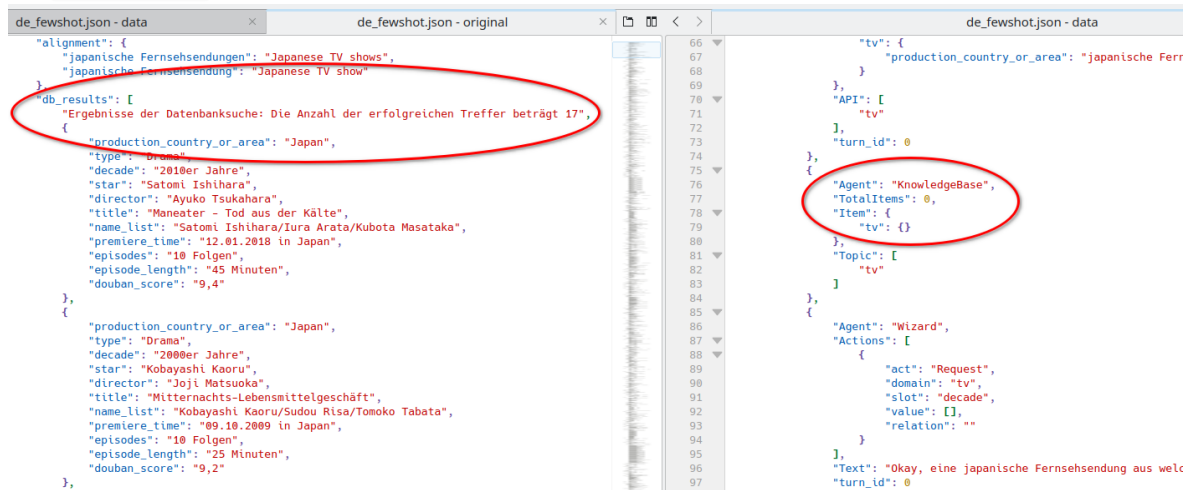 de_fewshot.json - data
de_fewshot.json - original
"alignment": {
"japanische Fernsehsendungen": "Japanese TV shows",
"japanische Fernsehsendung": "Japanese TV show"
},
"db_results": [
"Ergebnisse der Datenbanksuche: Die Anzahl der erfolgreichen Treffer beträgt 17",
{
"production_country_or_area": "Japan",
"type": "Drama",
"decade": "2010er Jahre",
"star": "Satomi Ishihara",
"director": "Ayuko Tsukahara",
"title": "Maneater – Tod aus der Kälte",
"name_list": "Satomi Ishihara/Iura Arata/Kubota Masataka",
"premiere_time": "12.01.2018 in Japan",
"episodes": "10 Folgen",
"episode_length": "45 Minuten",
"douban_score": "9,4"
},
{
"production_country_or_area": "Japan",
"type": "Drama",
"decade": "2000er Jahre",
"star": "Kobayashi Kaoru",
"director": "Joji Matsuoka",
"title": "Mitternachts-Lebensmittelgeschäft",
"name_list": "Kobayashi Kaoru/Sudou Risa/Tomoko Tabata",
"premiere_time": "09.10.2009 in Japan",
"episodes": "10 Folgen",
"episode_length": "25 Minuten",
"douban_score": "9,2"
},
de_fewshot.json - data
66 "tv": {
67 "production_country_or_area": "japanische Fern
68 }
69 },
70 "API": [
71 "tv"
72 ],
73 "turn_id": 0
74 },
75 {
76 "Agent": "KnowledgeBase",
77 "TotalItems": 0,
78 "Item": {
79 "tv": {}
80 },
81 "Topic": [
82 "tv"
83 ]
84 },
85 {
86 "Agent": "Wizard",
87 "Actions": [
88 {
89 "act": "Request",
90 "domain": "tv",
91 "slot": "decade",
92 "value": [],
93 "relation": ""
94 }
95 ],
96 "Text": "Okay, eine japanische Fernsehsendung aus welc
97 "turn_id": 0